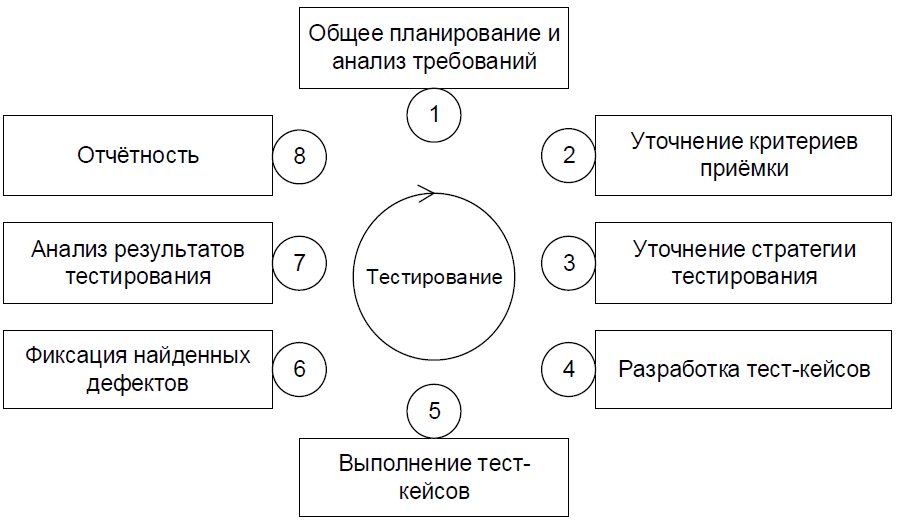 Общее планирование и
анализ требований
1
2
Уточнение критериев
приёмки
3
Уточнение стратегии
тестирования
4
Разработка тест-кейсов
5
Выполнение тест-
кейсов
6
Фиксация найденных
дефектов
7
Анализ результатов
тестирования
8
Отчётность
Тестирование